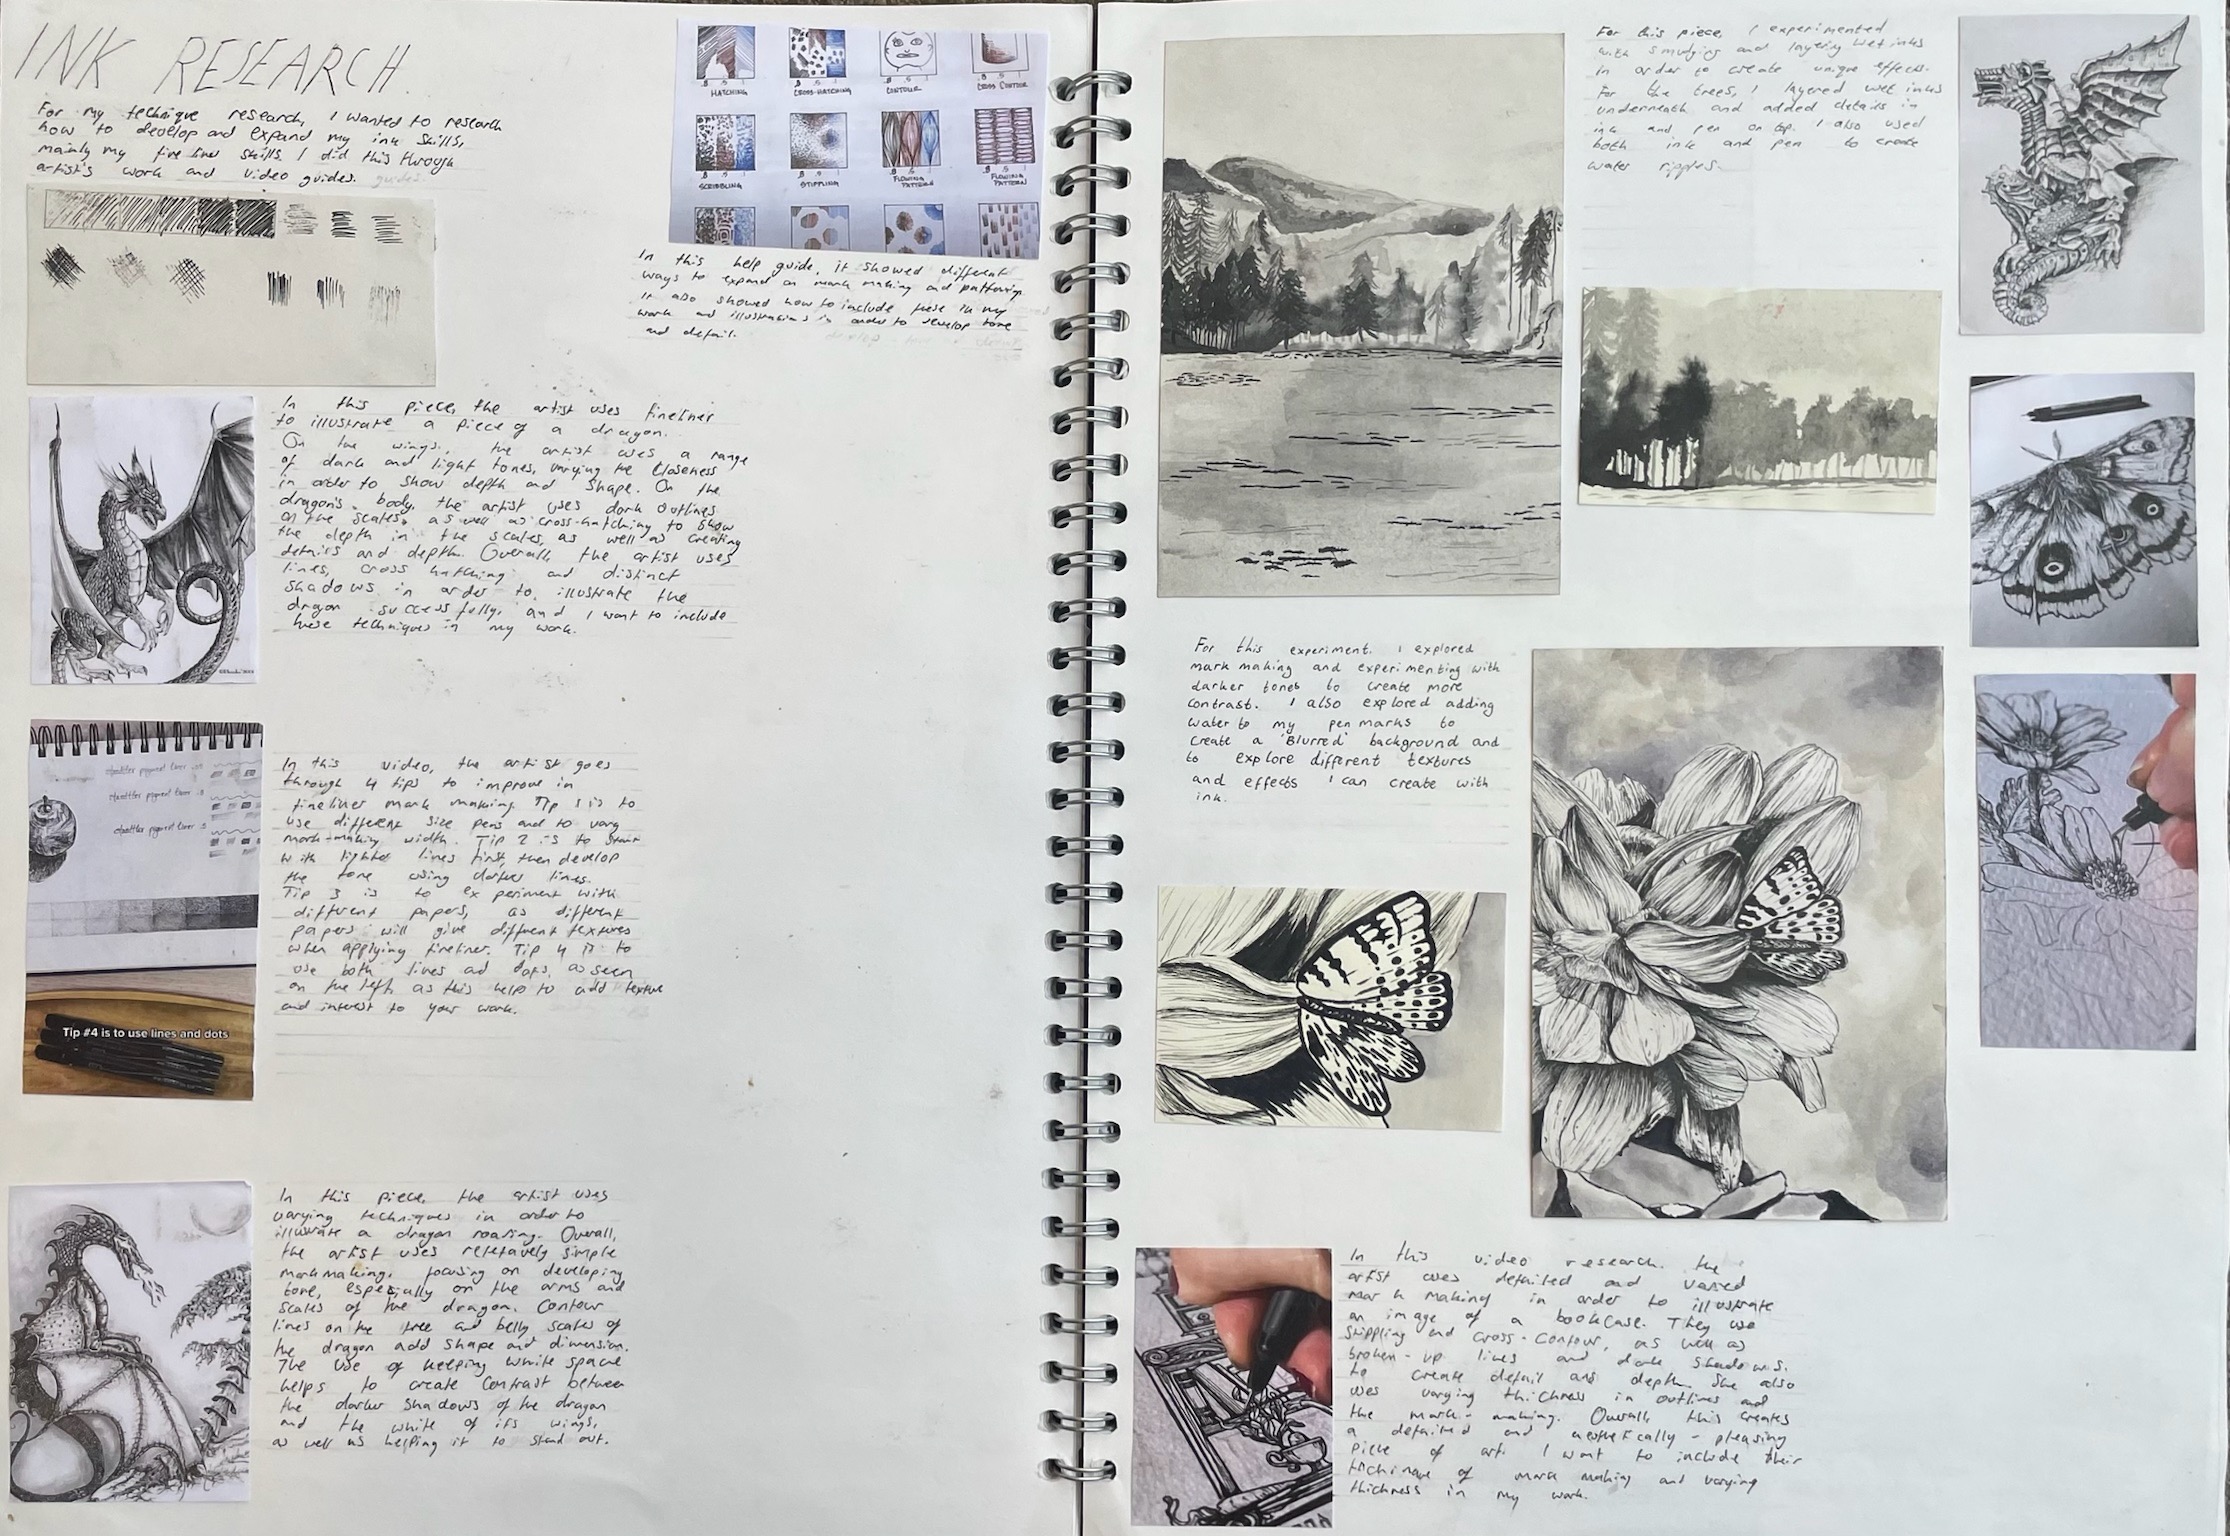 INK RESEARCH.
For my technique research, I wanted to research
how to develop and expand my ink skills,
mainly my fine liner skills. I did this through
artist's work and video guides.
HATCHING
CROSS-HATCHING
CONTOUR
CROSS CONTOUR
SCRIBBLING
STIPPLING
FLOWING PATTERN
FLOWING PATTERN
In this help guide, it showed different
ways to expand on mark making and patterning.
It also showed how to include these in my
work and illustrations in order to develop tone
and detail.
In this piece, the artist uses fineliner
to illustrate a piece of a dragon.
On the wings, the artist uses a range
of dark and light tones, varying the closeness
in order to show depth and shape. On the
dragon's body, the artist uses dark outlines
on the scales, as well as cross-hatching to show
the depth in the scales, as well as creating
details and depth. Overall, the artist uses
lines, cross hatching and distinct
shadows in order to illustrate the
dragon successfully, and I want to include
these techniques in my work.
In this video, the artist goes
through 4 tips to improve in
fineliner mark making. Tip 1 is to
use different size pens and to vary
mark-making width. Tip 2 is to start
with lighter lines first, then develop
the tone using darker lines.
Tip 3 is to experiment with
different papers, as different
papers will give different textures
when applying fineliner. Tip 4 is to
use both lines and dots, as seen
on the left as this help to add texture
and interest to your work.
Tip #4 is to use lines and dots
In this piece, the artist uses
varying techniques in order to
illustrate a dragon roaring. Overall,
the artist uses reletavely simple
markmaking, focusing on developing
tone, especially on the arms and
scales of the dragon. Contour
lines on the tree and belly scales of
the dragon add shape and dimension.
The use of keeping white space
helps to create contrast between
the darker shadows of the dragon
and the white of its wings,
as well as helping it to stand out.
For this piece, I experimented
with smudging and layering wet inks
in order to create unique effects.
For the trees, I layered wet inks
underneath and added details in
ink and pen on top. I also used
both ink and pen to create
water ripples.
For this experiment, I explored
mark making and experimenting with
darker tones to create more
contrast. I also explored adding
water to my pen marks to
create a 'Blurred' background and
to explore different textures
and effects I can create with
ink.
In this video research, the
artist uses detailed and varied
mark making in order to illustrate
an image of a bookcase. They use
stippling and cross-contour, as well as
broken-up lines and dark shadows.
to create detail and depth. She also
uses varying thickness in outlines and
the mark-making. Overall, this creates
a detailed and aesthetically-pleasing
piece of art. I want to include their
technique of mark making and varying
thickness in my work.